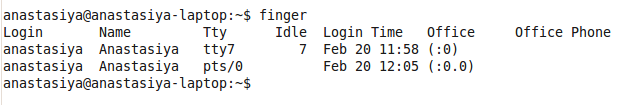 anastasiya@anastasiya-laptop:~$ finger
Login     Name       Tty      Idle  Login Time   Office     Office Phone
anastasiya  Anastasiya  tty7         7  Feb 20 11:58 (:0)
anastasiya  Anastasiya  pts/0           Feb 20 12:05 (:0.0)
anastasiya@anastasiya-laptop:~$